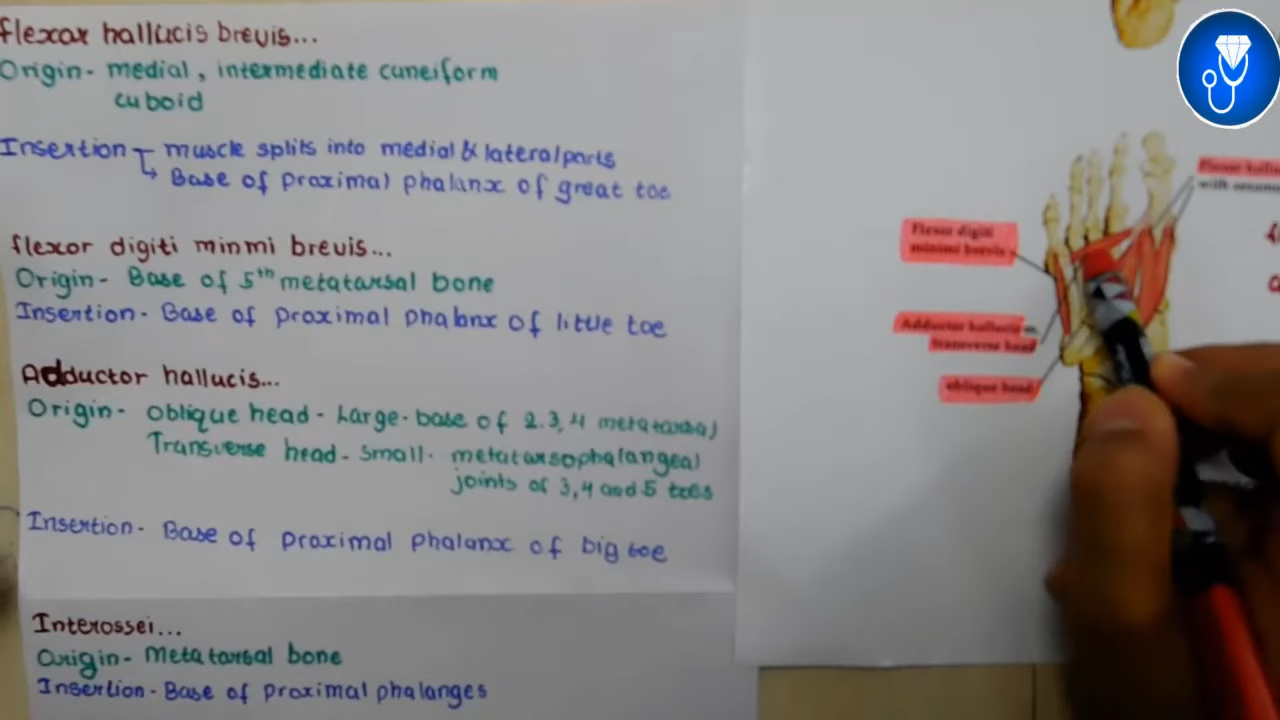 flexor hallucis brevis...
Origin- medial, intermediate cuneiform
cuboid
Insertion muscle splits into medial & lateral parts
Base of proximal phalanx of great toe
flexor digiti minmi brevis...
Origin- Base of 5th metatarsal bone
Insertion- Base of proximal phalanx of little toe
Adductor hallucis...
Origin- Oblique head - Large- base of 2.3,4 metatarsal
Transverse head- small- metatarsophalangeal
joints of 3,4 and 5 toes
Insertion- Base of proximal phalanx of big toe
Interossei...
Origin- Metatarsal bone
Insertion- Base of proximal phalanges
Flexor digiti
minimi brevis
Adductor hallucis
transverse head
oblique head